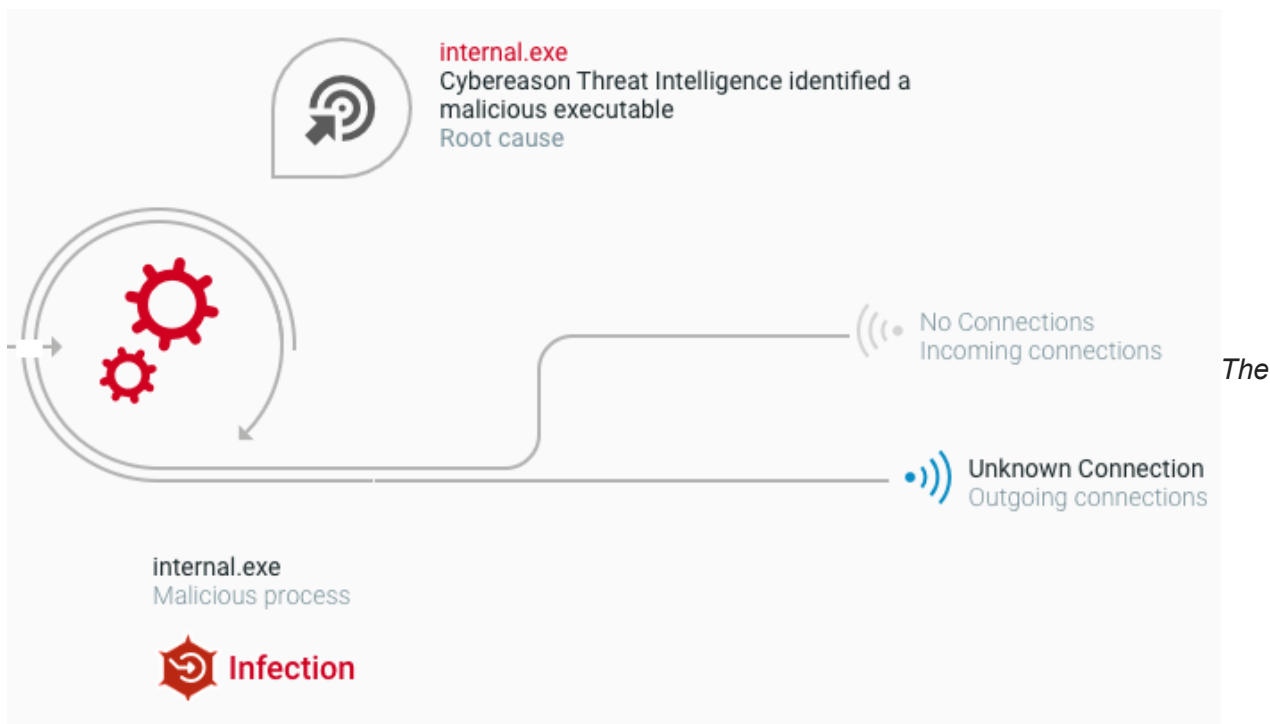 internal.exe
Cybereason Threat Intelligence identified a
malicious executable
Root cause
No Connections
Incoming connections
The
Unknown Connection
Outgoing connections
internal.exe
Malicious process
Infection